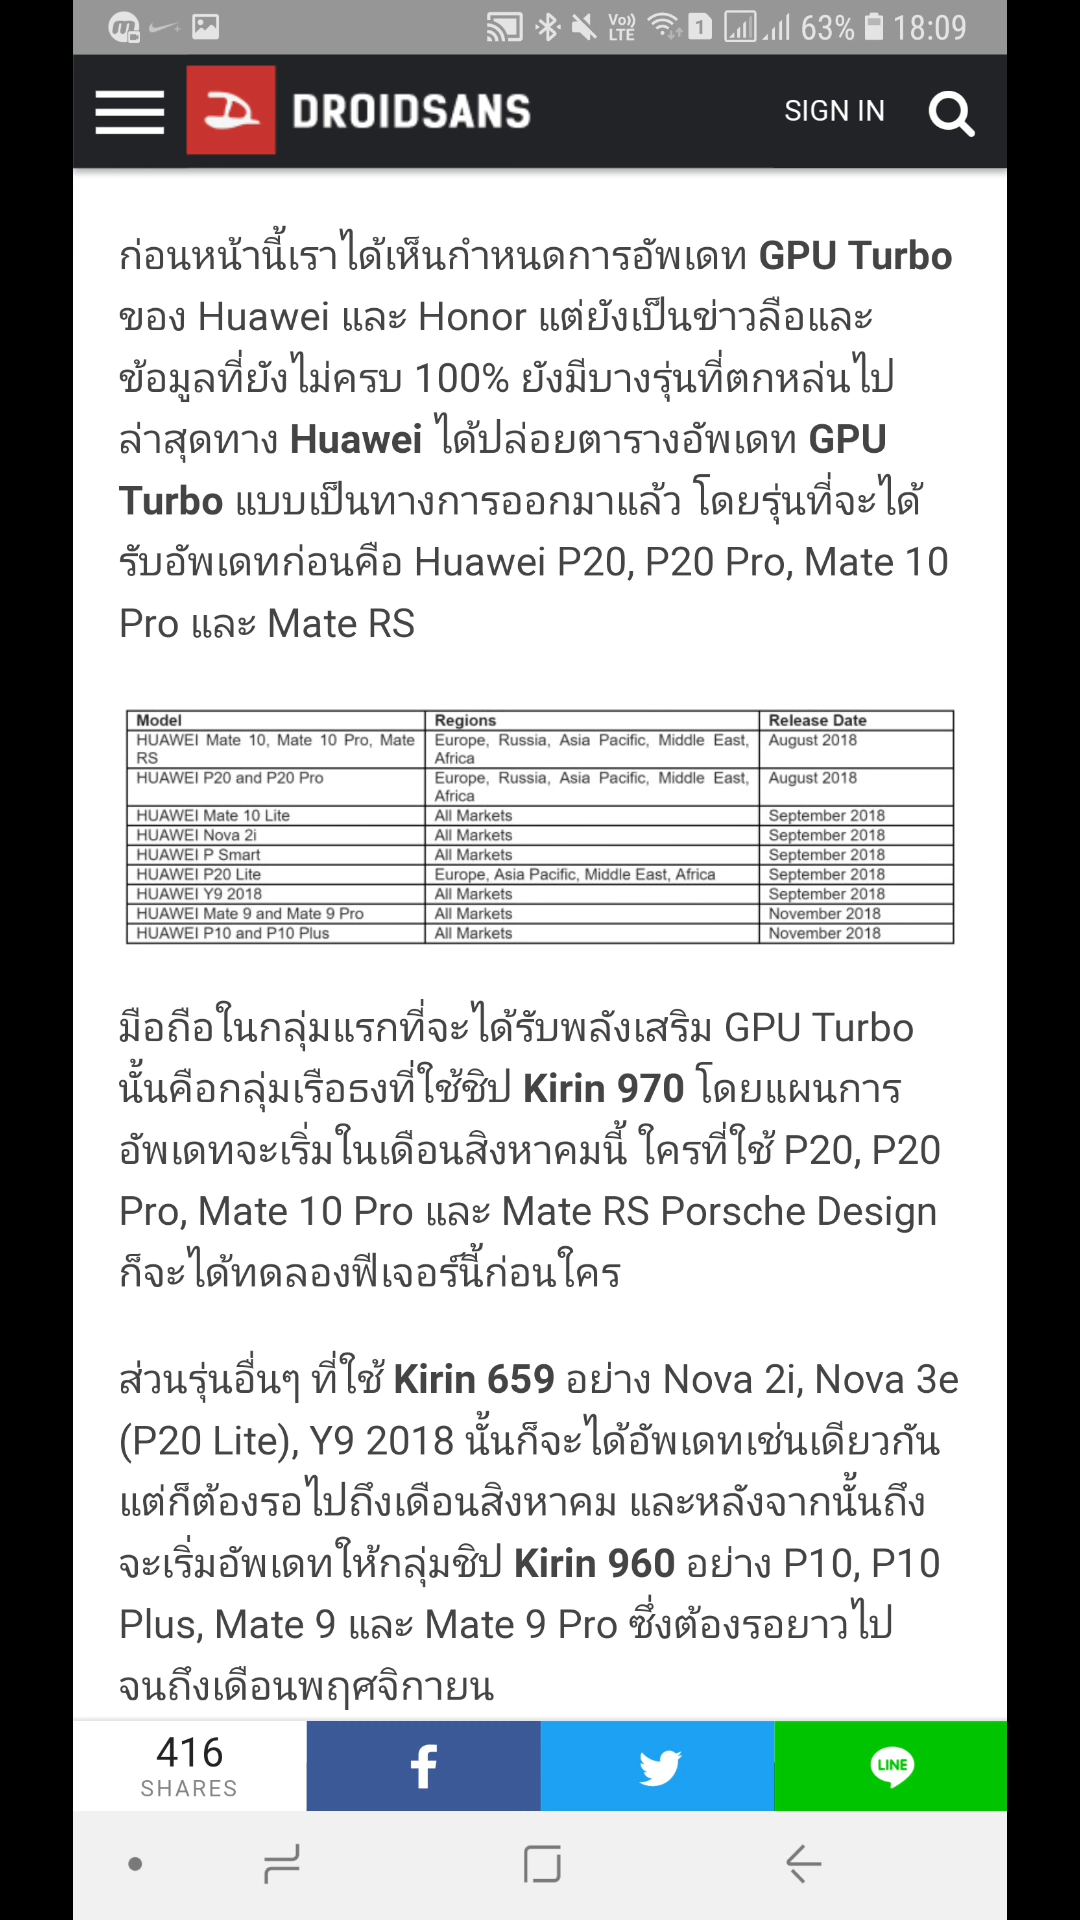 Vo)) LTE 1 63% 18:09
DROIDSANS SIGN IN
ก่อนหน้านี้เราได้เห็นกำหนดการอัพเดท GPU Turbo
ของ Huawei และ Honor แต่ยังเป็นข่าวลือและ
ข้อมูลที่ยังไม่ครบ 100% ยังมีบางรุ่นที่ตกหล่นไป
ล่าสุดทาง Huawei ได้ปล่อยตารางอัพเดท GPU
Turbo แบบเป็นทางการออกมาแล้ว โดยรุ่นที่จะได้
รับอัพเดทก่อนคือ Huawei P20, P20 Pro, Mate 10
Pro และ Mate RS
Model Regions Release Date
HUAWEI Mate 10, Mate 10 Pro, Mate RS Europe, Russia, Asia Pacific, Middle East, Africa August 2018
HUAWEI P20 and P20 Pro Europe, Russia, Asia Pacific, Middle East, Africa August 2018
HUAWEI Mate 10 Lite All Markets September 2018
HUAWEI Nova 2i All Markets September 2018
HUAWEI P Smart All Markets September 2018
HUAWEI P20 Lite Europe, Asia Pacific, Middle East, Africa September 2018
HUAWEI Y9 2018 All Markets September 2018
HUAWEI Mate 9 and Mate 9 Pro All Markets November 2018
HUAWEI P10 and P10 Plus All Markets November 2018
มือถือในกลุ่มแรกที่จะได้รับพลังเสริม GPU Turbo
นั้นคือกลุ่มเรือธงที่ใช้ชิป Kirin 970 โดยแผนการ
อัพเดทจะเริ่มในเดือนสิงหาคมนี้ ใครที่ใช้ P20, P20
Pro, Mate 10 Pro และ Mate RS Porsche Design
ก็จะได้ทดลองฟีเจอร์นี้ก่อนใคร
ส่วนรุ่นอื่นๆ ที่ใช้ Kirin 659 อย่าง Nova 2i, Nova 3e
(P20 Lite), Y9 2018 นั้นก็จะได้อัพเดทเช่นเดียวกัน
แต่ก็ต้องรอไปถึงเดือนสิงหาคม และหลังจากนั้นถึง
จะเริ่มอัพเดทให้กลุ่มชิป Kirin 960 อย่าง P10, P10
Plus, Mate 9 และ Mate 9 Pro ซึ่งต้องรอยาวไป
จนถึงเดือนพฤศจิกายน
416
SHARES
LINE